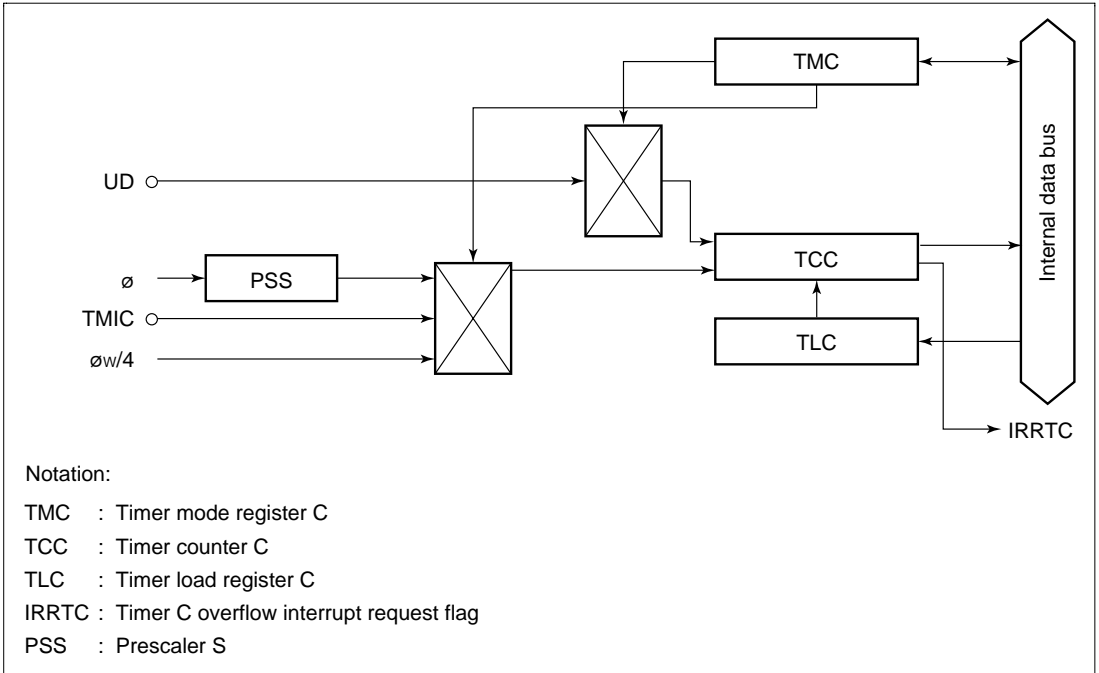 TMC
UD
Internal data bus
TCC
ø
PSS
TMIC
TLC
øw/4
IRRTC
Notation:
TMC : Timer mode register C
TCC : Timer counter C
TLC : Timer load register C
IRRTC : Timer C overflow interrupt request flag
PSS : Prescaler S